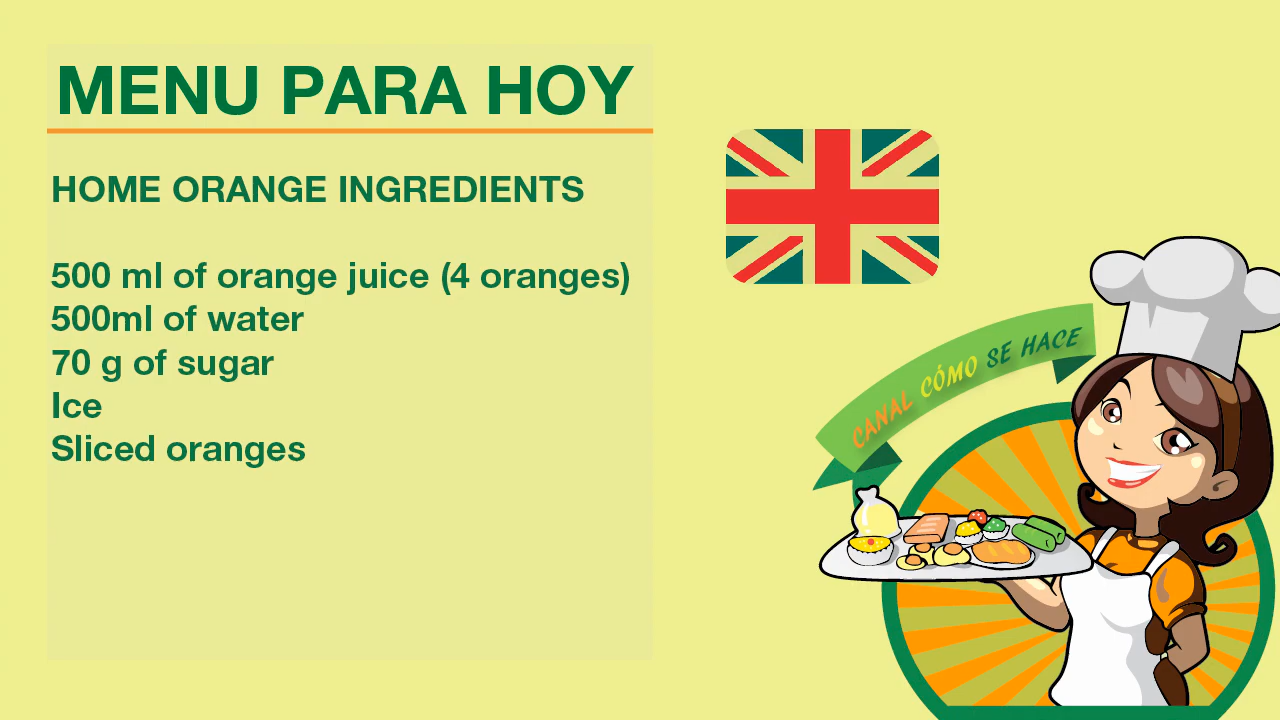 MENU PARA HOY
HOME ORANGE INGREDIENTS
500 ml of orange juice (4 oranges)
500ml of water
70 g of sugar
Ice
Sliced oranges
CANAL CÓMO SE HACE